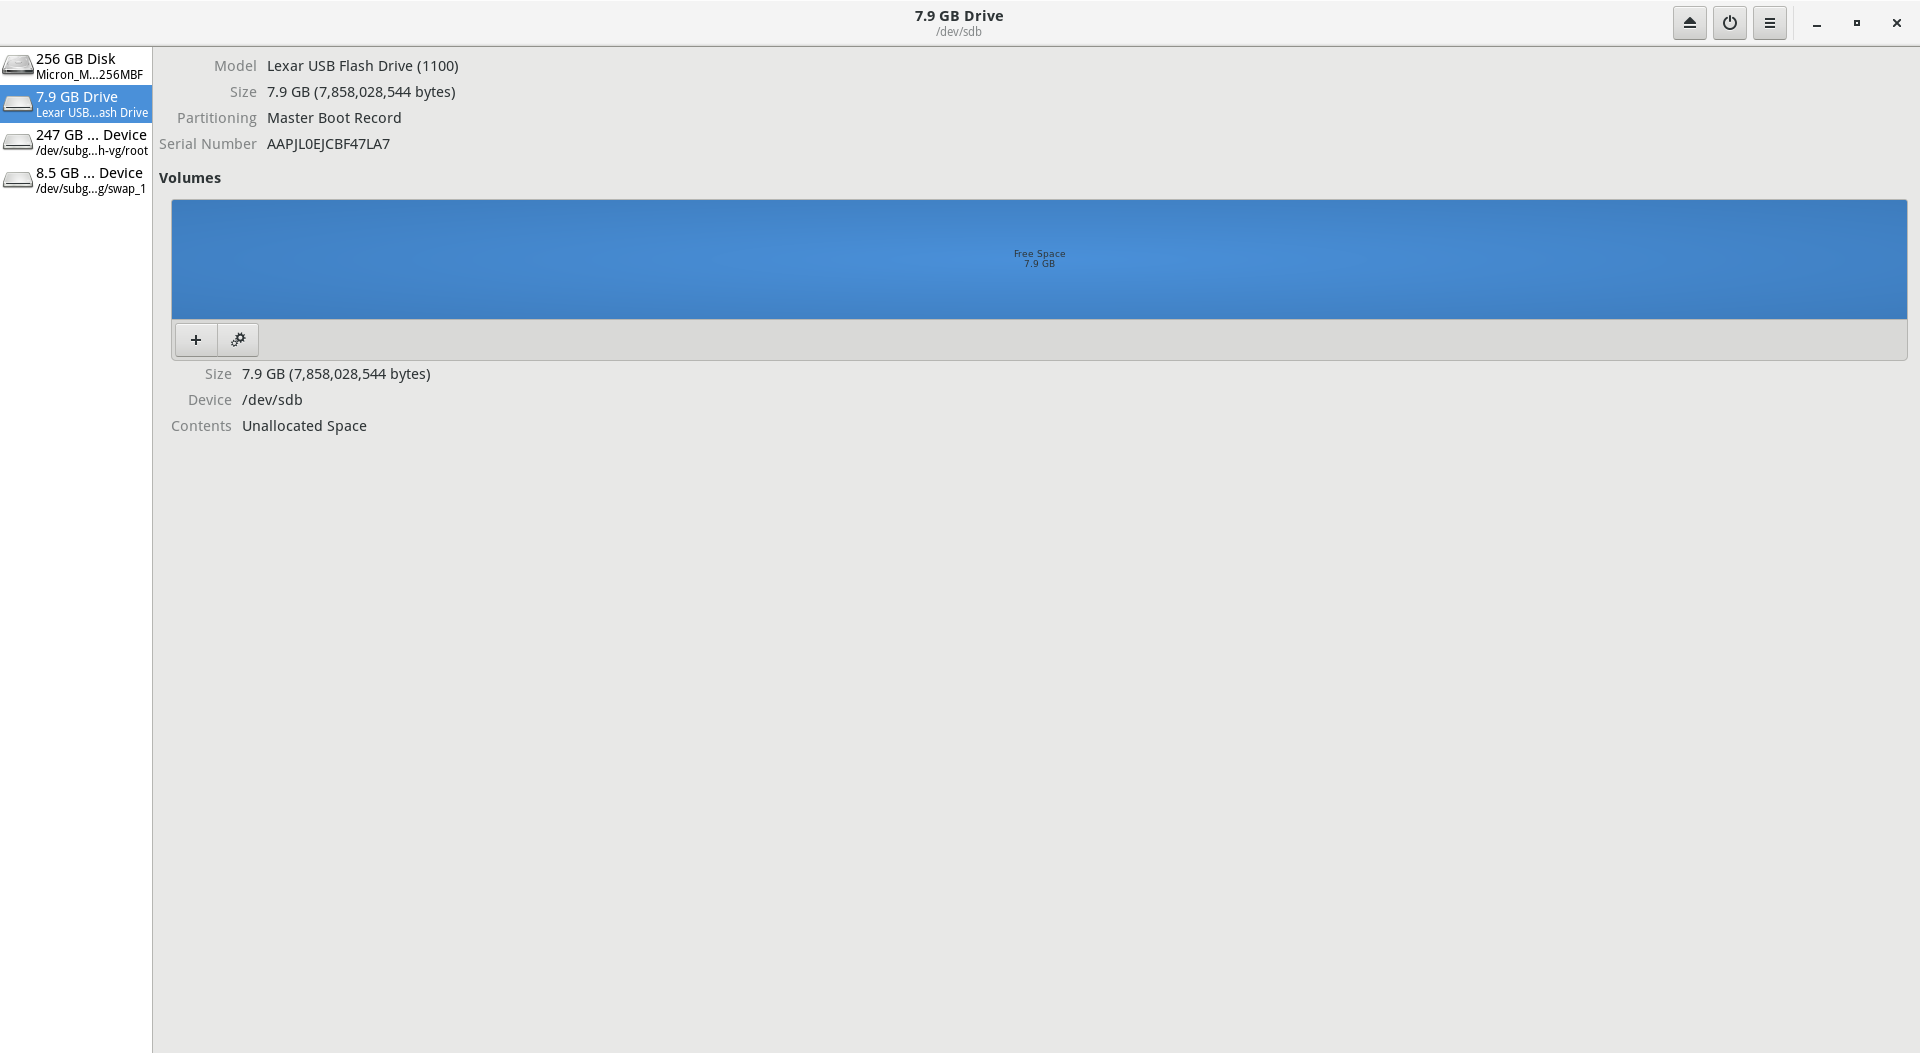 7.9 GB Drive
/dev/sdb
256 GB Disk
Micron_M...256MBF
7.9 GB Drive
Lexar USB...ash Drive
247 GB ... Device
/dev/subg...h-vg/root
8.5 GB ... Device
/dev/subg...g/swap_1
Model Lexar USB Flash Drive (1100)
Size 7.9 GB (7,858,028,544 bytes)
Partitioning Master Boot Record
Serial Number AAPJL0EJCBF47LA7
Volumes
Free Space
7.9 GB
Size 7.9 GB (7,858,028,544 bytes)
Device /dev/sdb
Contents Unallocated Space